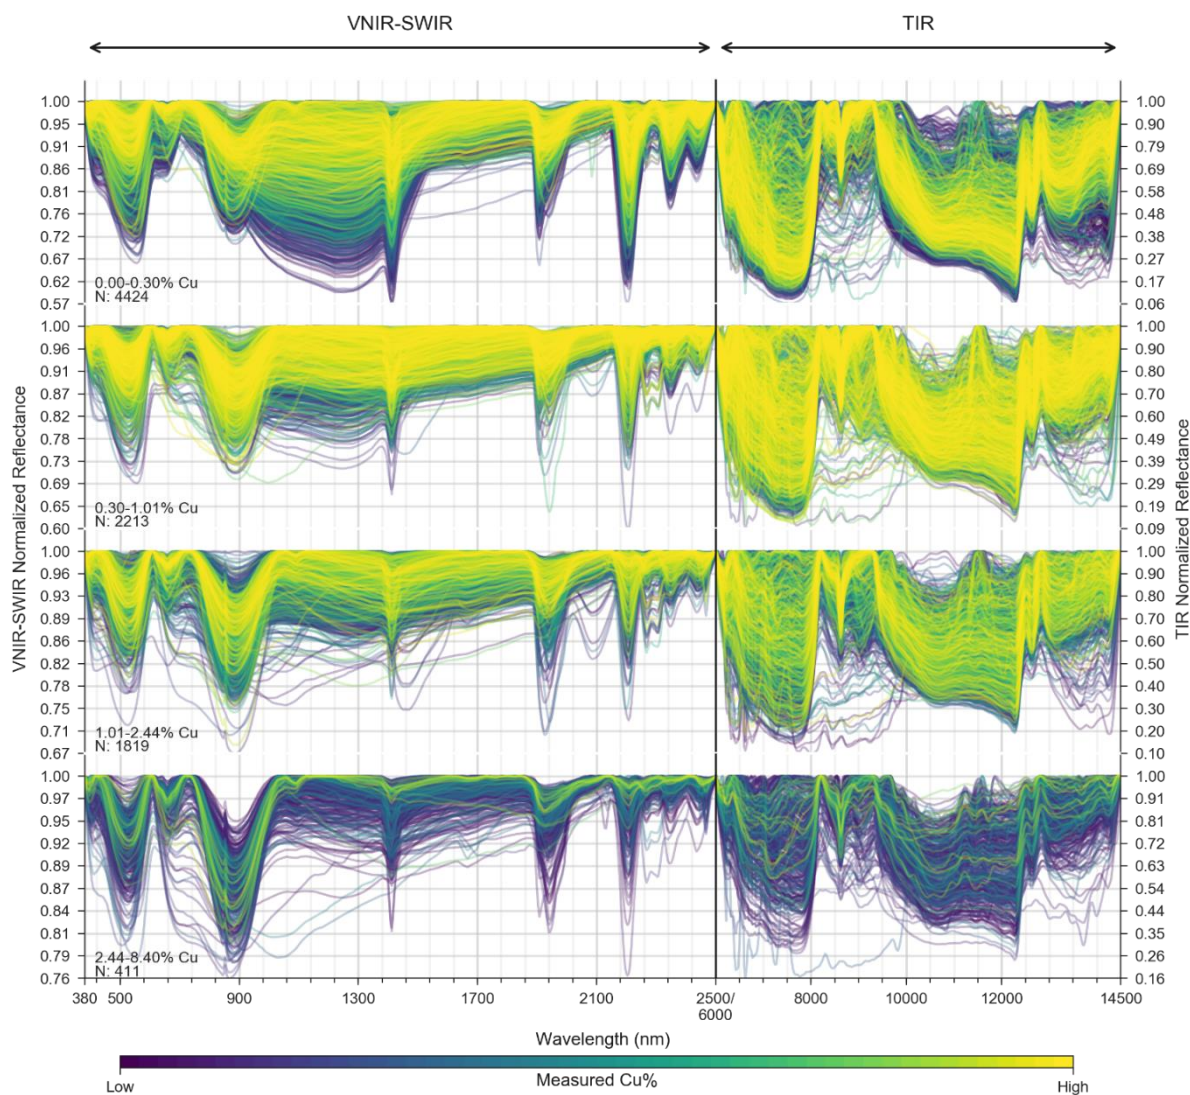 VNIR-SWIR TIR
1.00 1.00
0.95 0.90
0.91 0.79
0.86 0.69
0.81 0.58
0.76 0.48
0.72 0.38
0.67 0.27
0.62 0.17
0.57 0.06
0.00-0.30% Cu
N: 4424
1.00 1.00
0.96 0.90
0.91 0.80
0.87 0.70
0.82 0.60
0.78 0.49
0.73 0.39
0.69 0.29
0.65 0.19
0.60 0.09
0.30-1.01% Cu
N: 2213
VNIR-SWIR Normalized Reflectance
TIR Normalized Reflectance
1.00 1.00
0.96 0.90
0.93 0.80
0.89 0.70
0.86 0.60
0.82 0.50
0.78 0.40
0.75 0.30
0.71 0.20
0.67 0.10
1.01-2.44% Cu
N: 1819
1.00 1.00
0.97 0.91
0.95 0.81
0.92 0.72
0.89 0.63
0.87 0.54
0.84 0.44
0.81 0.35
0.79 0.26
0.76 0.16
2.44-8.40% Cu
N: 411
380 500 900 1300 1700 2100 2500/ 8000 10000 12000 14500
6000
Wavelength (nm)
Low Measured Cu% High